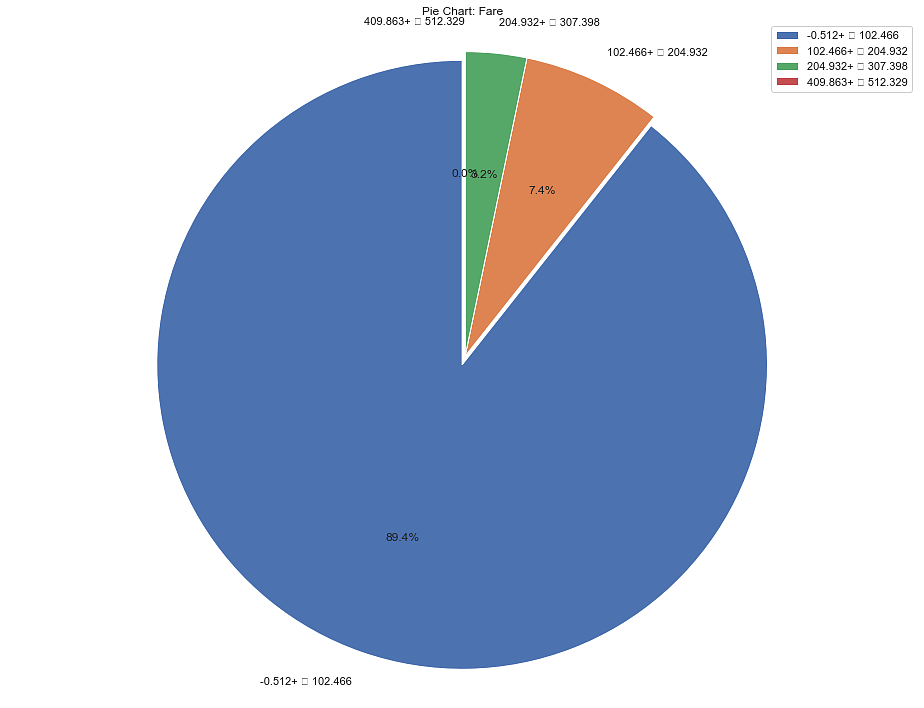 Pie Chart: Fare
409.863+ □ 512.329
204.932+ □ 307.398
102.466+ □ 204.932
-0.512+ □ 102.466
102.466+ □ 204.932
204.932+ □ 307.398
409.863+ □ 512.329
0.0%
3.2%
7.4%
89.4%
-0.512+ □ 102.466